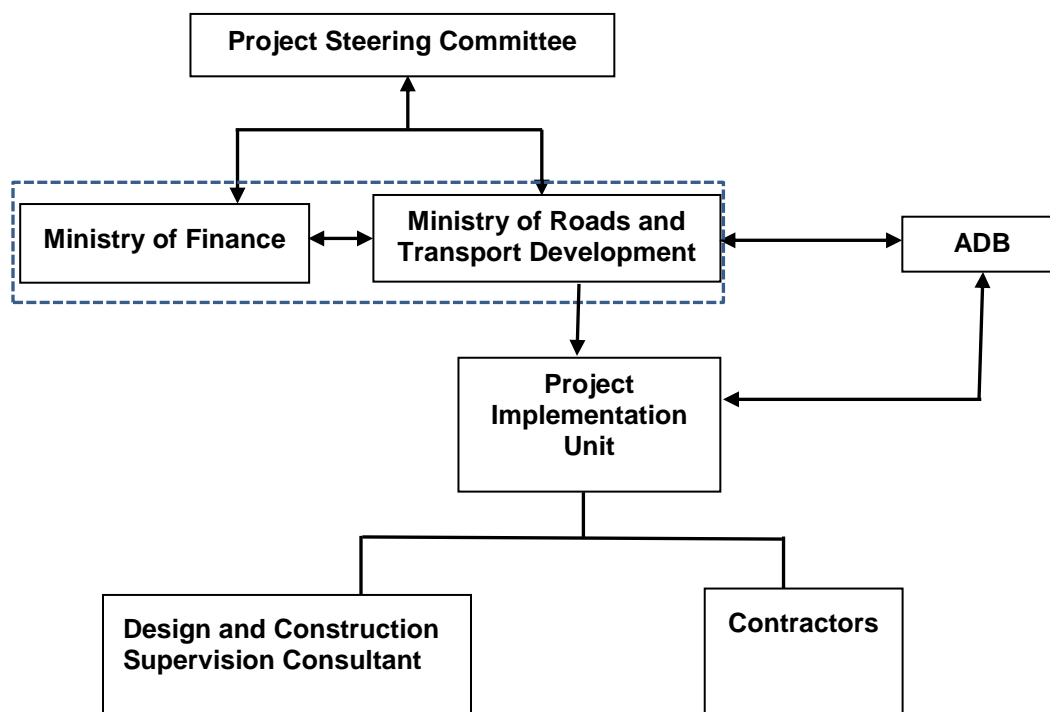 Project Steering Committee
Ministry of Finance
Ministry of Roads and
Transport Development
ADB
Project
Implementation
Unit
Design and Construction
Supervision Consultant
Contractors